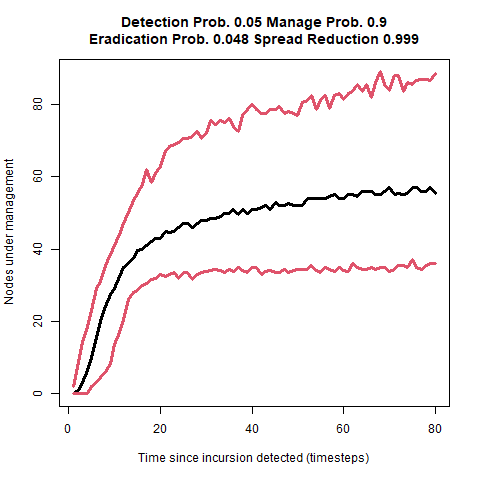 Detection Prob. 0.05 Manage Prob. 0.9
Eradication Prob. 0.048 Spread Reduction 0.999
Nodes under management
80
60
40
20
0
0 20 40 60 80
Time since incursion detected (timesteps)